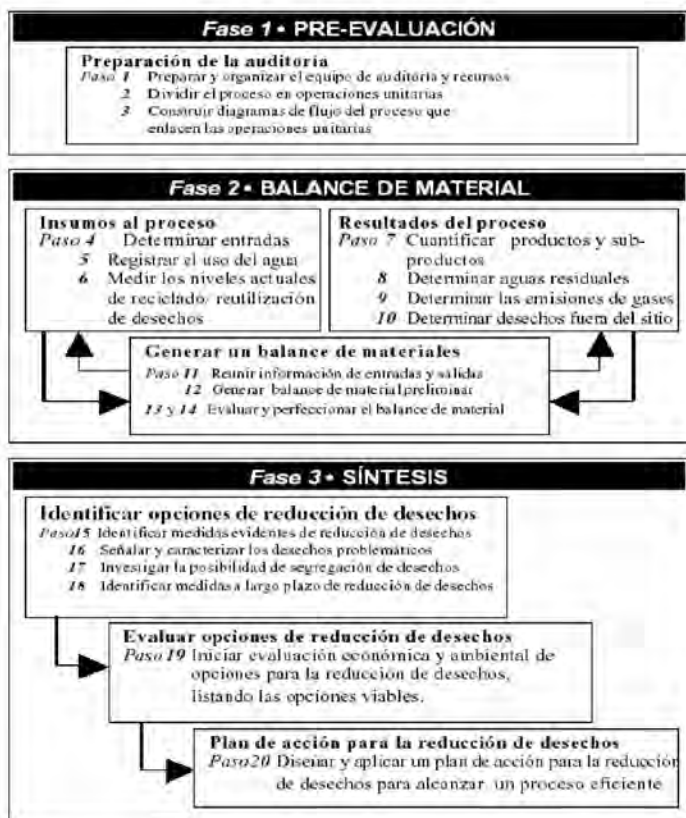 Fase 1 • PRE-EVALUACIÓN
Preparación de la auditoría
Paso 1 Preparar y organizar el equipo de auditoría y recursos
2 Dividir el proceso en operaciones unitarias
3 Construir diagramas de flujo del proceso que
enlacen las operaciones unitarias
Fase 2 • BALANCE DE MATERIAL
Insumos al proceso
Paso 4 Determinar entradas
5 Registrar el uso del agua
6 Medir los niveles actuales
de reciclado/ reutilización
de desechos
Resultados del proceso
Paso 7 Cuantificar productos y sub-
productos
8 Determinar aguas residuales
9 Determinar las emisiones de gases
10 Determinar desechos fuera del sitio
Generar un balance de materiales
Paso 11 Reunir información de entradas y salidas
12 Generar balance de material preliminar
13 y 14 Evaluar y perfeccionar el balance de material
Fase 3 • SÍNTESIS
Identificar opciones de reducción de desechos
Paso15 Identificar medidas evidentes de reducción de desechos
16 Señalar y caracterizar los desechos problemáticos
17 Investigar la posibilidad de segregación de desechos
18 Identificar medidas a largo plazo de reducción de desechos
Evaluar opciones de reducción de desechos
Paso 19 Iniciar evaluación económica y ambiental de
opciones para la reducción de desechos,
listando las opciones viables.
Plan de acción para la reducción de desechos
Paso20 Diseñar y aplicar un plan de acción para la reducción
de desechos para alcanzar un proceso eficiente